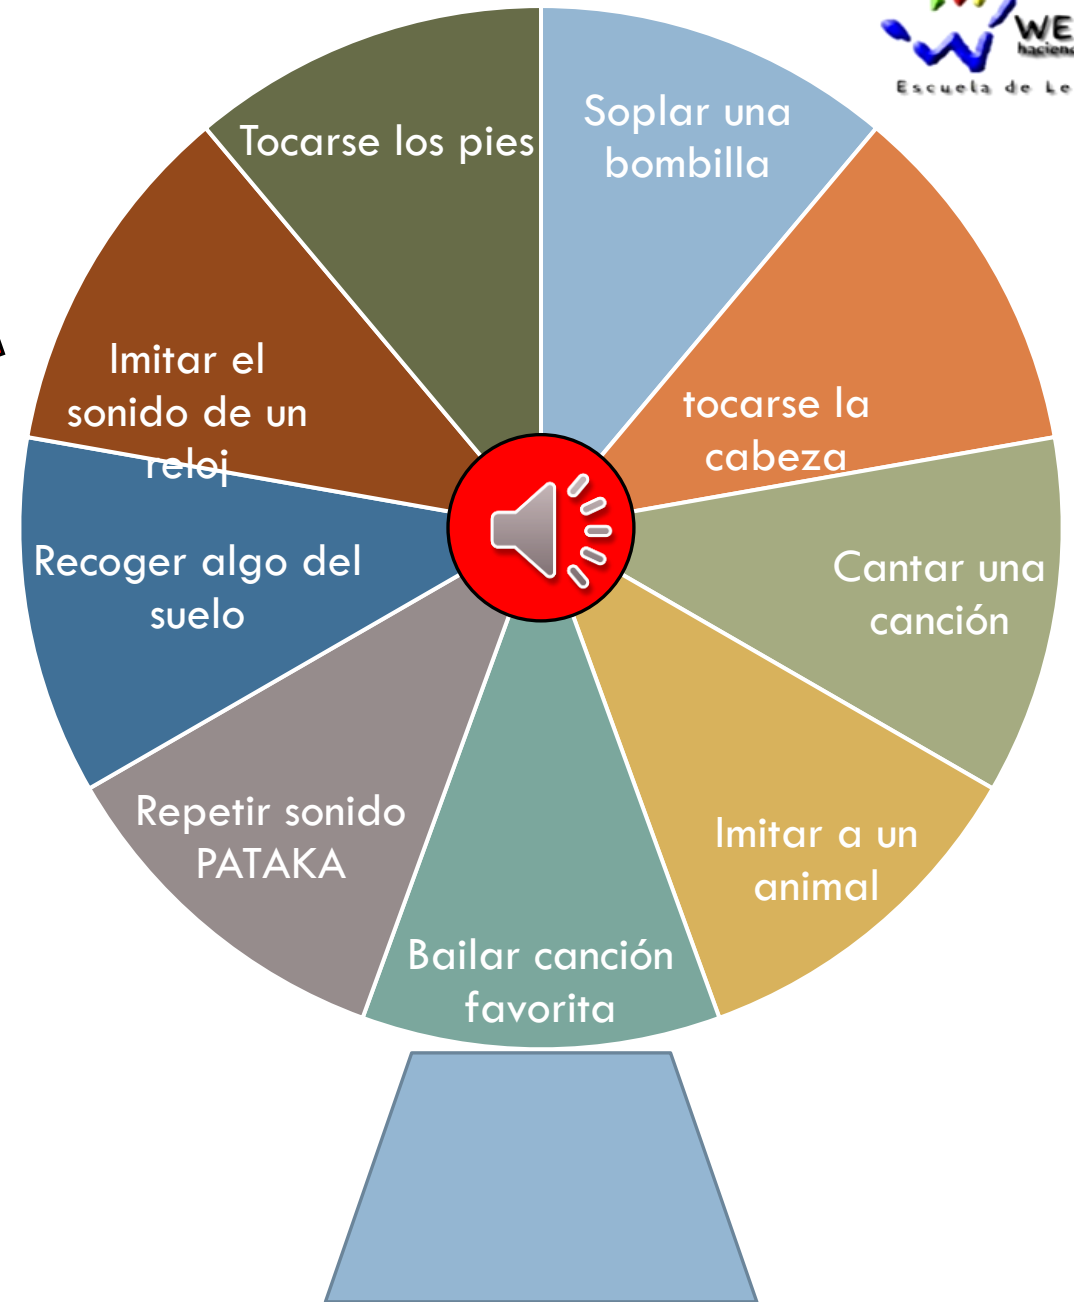 WE
Escuela de Le
Tocarse los pies
Soplar una
bombilla
Imitar el
sonido de un
reloj
tocarse la
cabeza
Recoger algo del
suelo
Cantar una
canción
Repetir sonido
PATAKA
Imitar a un
animal
Bailar canción
favorita